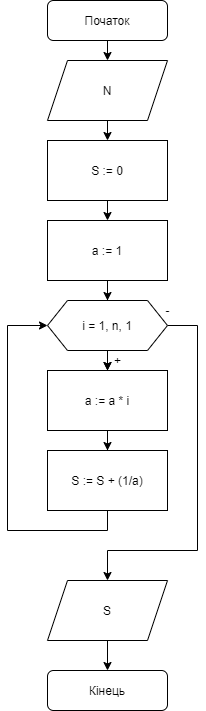 Початок
N
S := 0
a := 1
i = 1, n, 1
-
+
a := a * i
S := S + (1/a)
S
Кінець